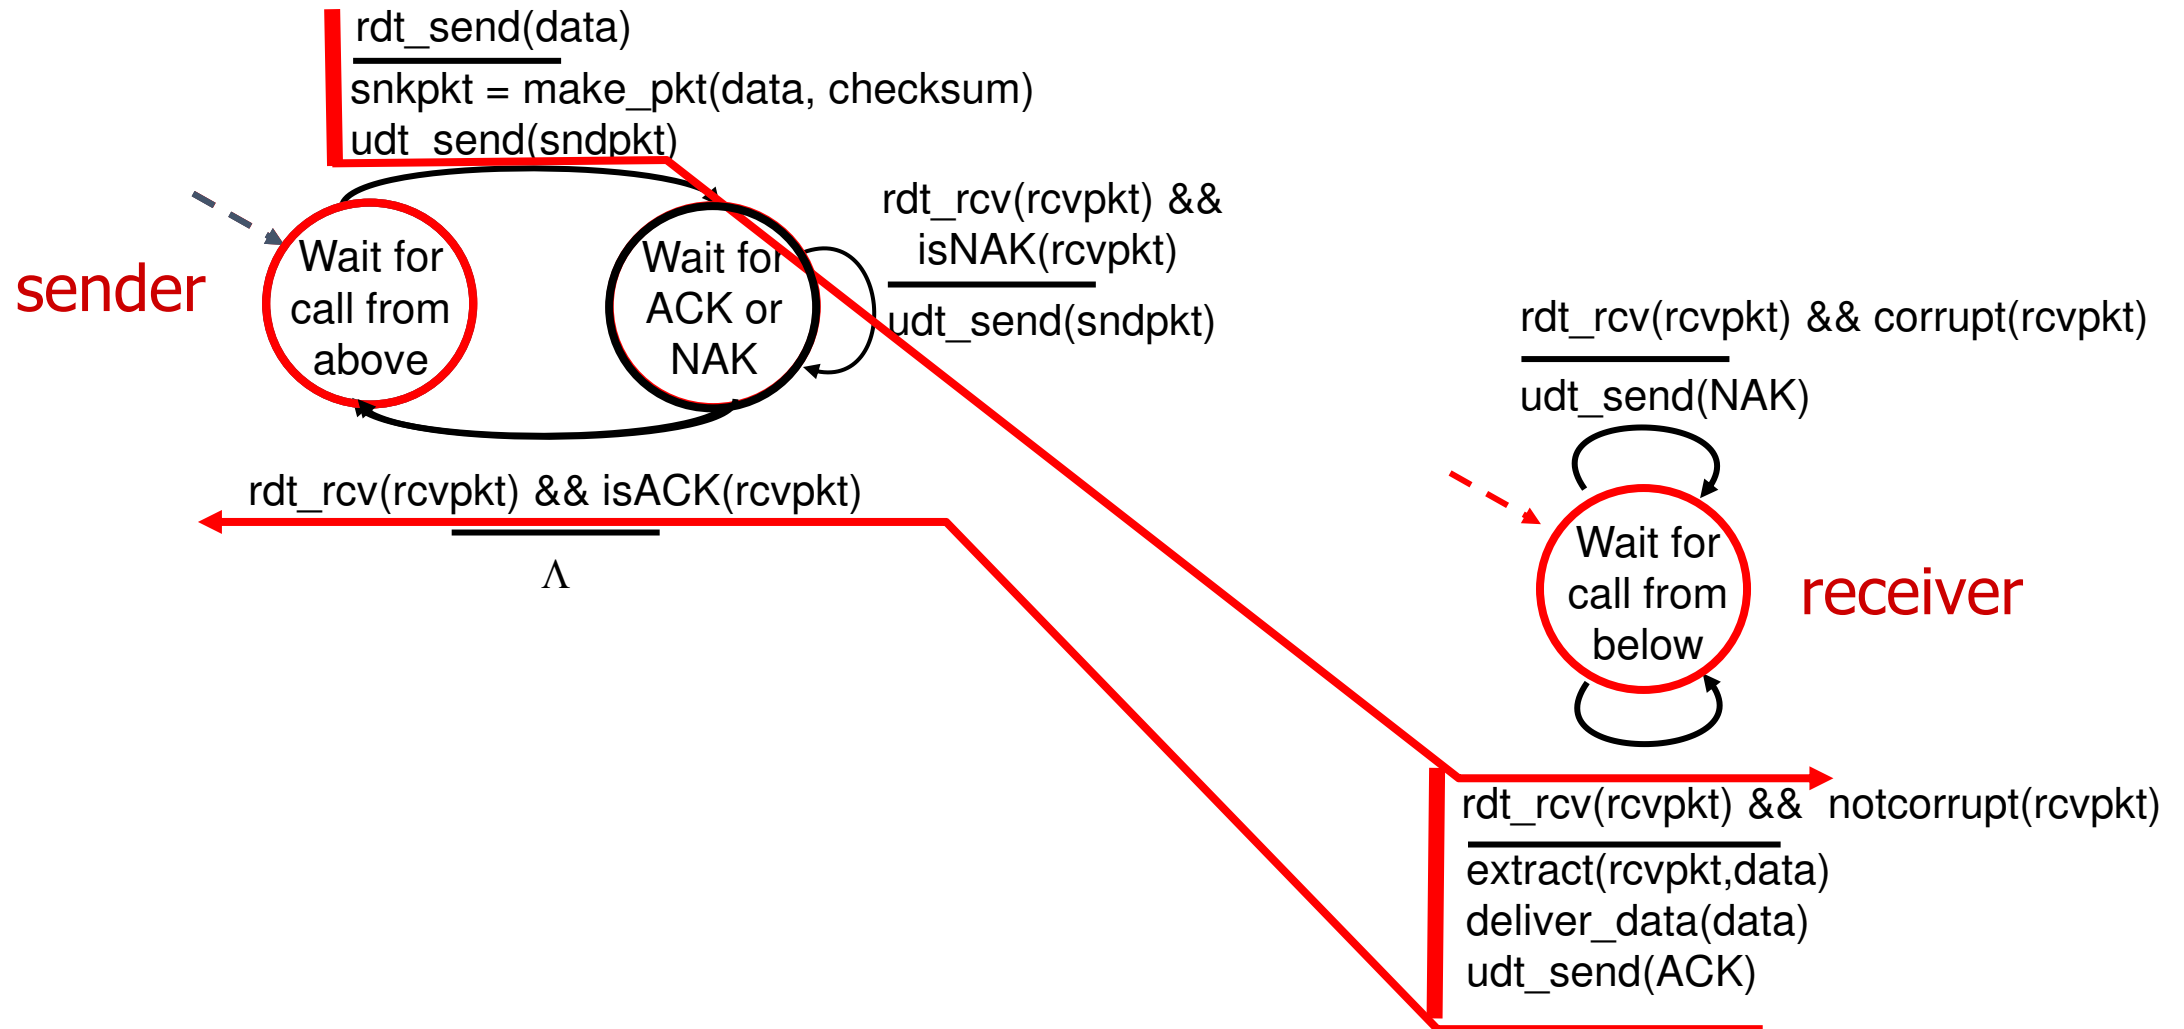 rdt_send(data)
snkpkt = make_pkt(data, checksum)
udt_send(sndpkt)
sender
Wait for
call from
above
Wait for
ACK or
NAK
rdt_rcv(rcvpkt) &&
isNAK(rcvpkt)
udt_send(sndpkt)
rdt_rcv(rcvpkt) && isACK(rcvpkt)
Λ
rdt_rcv(rcvpkt) && corrupt(rcvpkt)
udt_send(NAK)
Wait for
call from
below
receiver
rdt_rcv(rcvpkt) && notcorrupt(rcvpkt)
extract(rcvpkt,data)
deliver_data(data)
udt_send(ACK)